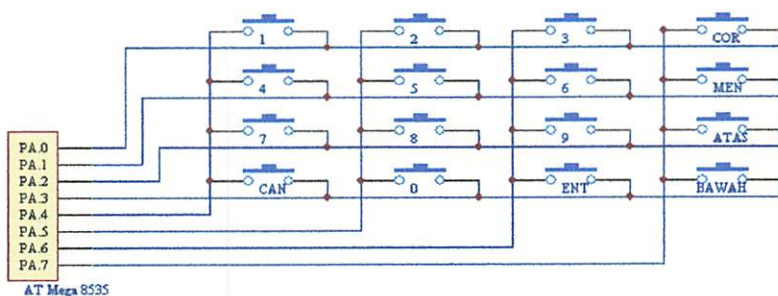 1 2 3 COR
4 5 6 MEN
7 8 9 ATAS
CAN 0 ENT BAWAH
PA.0
PA.1
PA.2
PA.3
PA.4
PA.5
PA.6
PA.7
AT Mega 8535